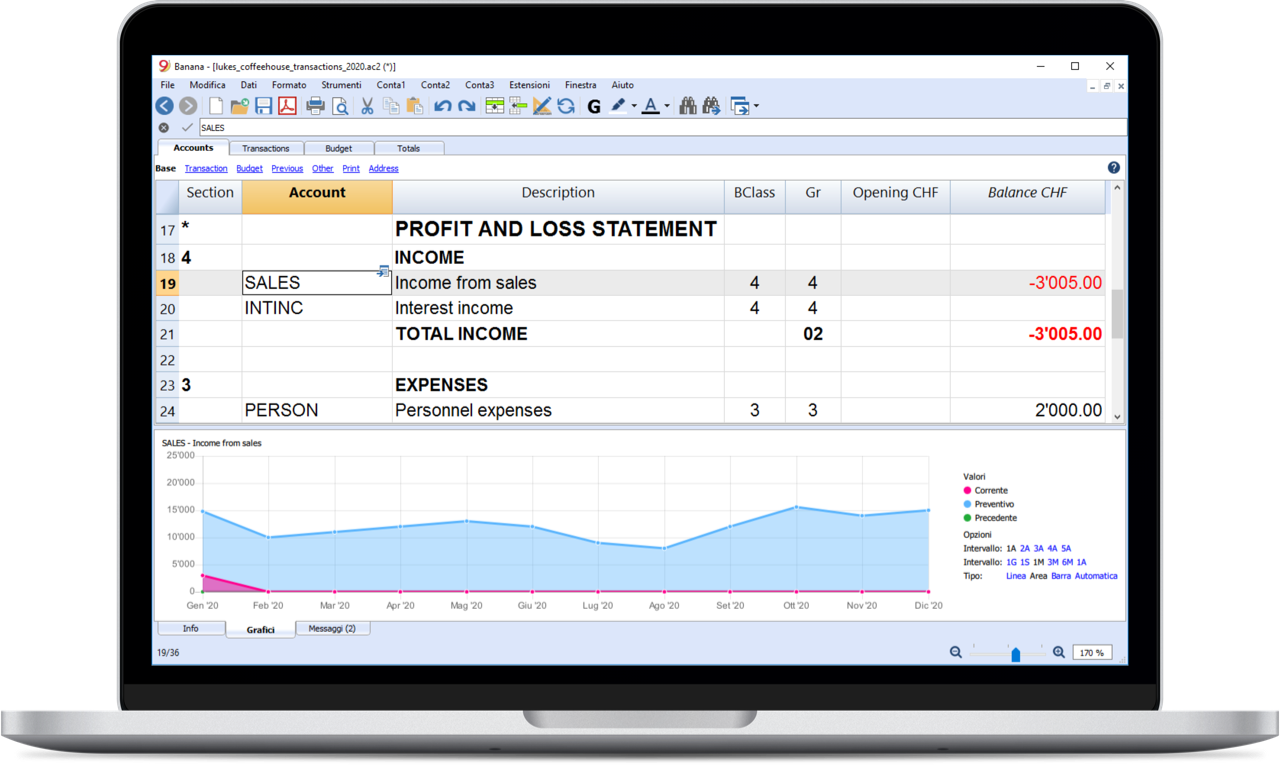 9 Banana - [lukes_coffeehouse_transactions_2020.ac2 (*)]
File Modifica Dati Formato Strumenti Conta1 Conta2 Conta3 Estensioni Finestra Aiuto
G A
SALES
Accounts Transactions Budget Totals
Base Transaction Budget Previous Other Print Address ?
Section Account Description BClass Gr Opening CHF Balance CHF
17 * PROFIT AND LOSS STATEMENT
18 4 INCOME
19 SALES Income from sales 4 4 -3'005.00
20 INTINC Interest income 4 4
21 TOTAL INCOME 02 -3'005.00
22
23 3 EXPENSES
24 PERSON Personnel expenses 3 3 2'000.00
SALES - Income from sales
25'000
20'000
15'000
10'000
5'000
0
Gen '20 Feb '20 Mar '20 Apr '20 Mag '20 Giu '20 Lug '20 Ago '20 Set '20 Ott '20 Nov '20 Dic '20
Valori
Corrente
Preventivo
Precedente
Opzioni
Intervallo: 1A 2A 3A 4A 5A
Intervallo: 1G 1S 1M 3M 6M 1A
Tipo: Linea Area Barra Automatica
Info Grafici Messaggi (2)
19/36 170 %